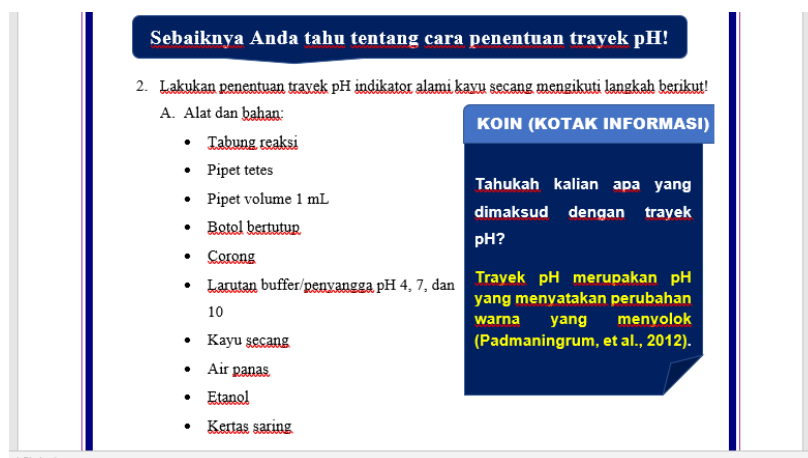 Sebaiknya Anda tahu tentang cara penentuan trayek pH!
2. Lakukan penentuan trayek pH indikator alami kayu secang mengikuti langkah berikut!
A. Alat dan bahan:
• Tabung reaksi
• Pipet tetes
• Pipet volume 1 mL
• Botol bertutup
• Corong
• Larutan buffer/penyangga pH 4, 7, dan
10
• Kayu secang
• Air panas
• Etanol
• Kertas saring
KOIN (KOTAK INFORMASI)
Tahukah kalian apa yang
dimaksud dengan trayek
pH?
Trayek pH merupakan pH
yang menyatakan perubahan
warna yang menyolok
(Padmaningrum, et al., 2012).